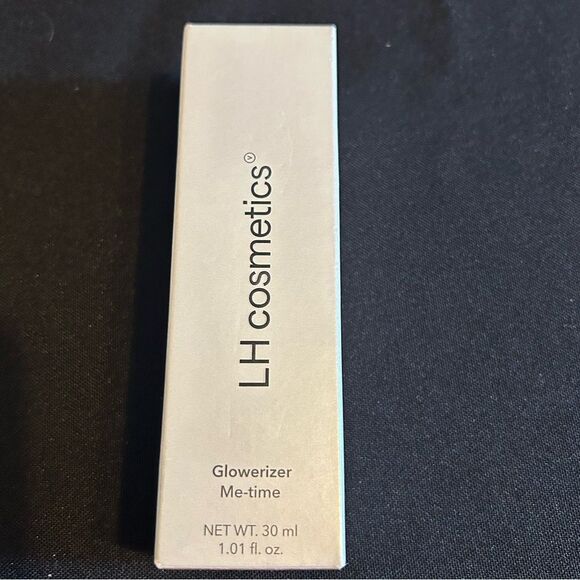 LH cosmetics Ⓥ
Glowerizer
Me-time
NET WT. 30 ml
1.01 fl. oz.